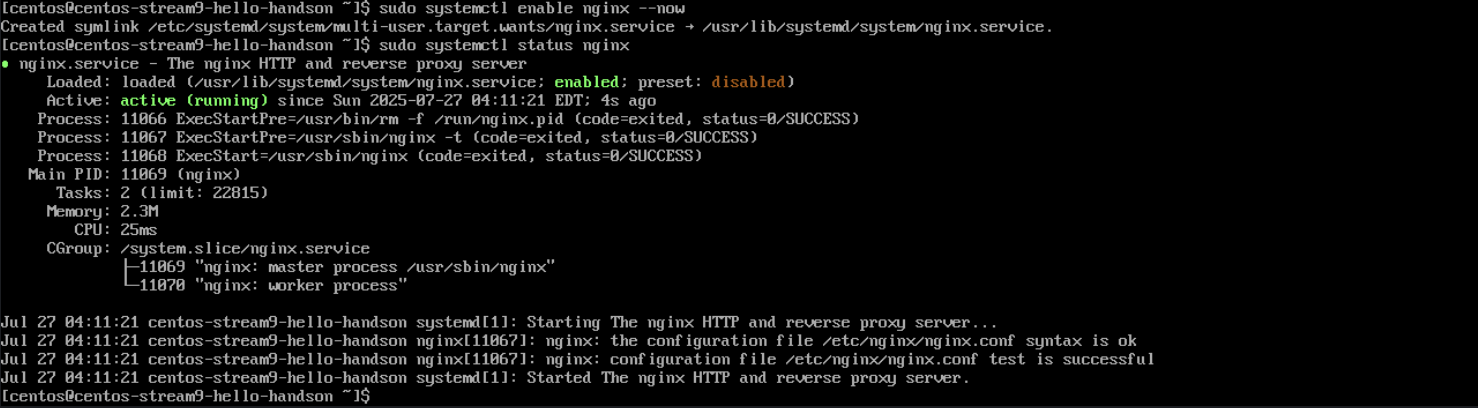 [centos@centos-stream9-hello-handson ~]$ sudo systemctl enable nginx --now
Created symlink /etc/systemd/system/multi-user.target.wants/nginx.service → /usr/lib/systemd/system/nginx.service.
[centos@centos-stream9-hello-handson ~]$ sudo systemctl status nginx
● nginx.service - The nginx HTTP and reverse proxy server
     Loaded: loaded (/usr/lib/systemd/system/nginx.service; enabled; preset: disabled)
     Active: active (running) since Sun 2025-07-27 04:11:21 EDT; 4s ago
    Process: 11066 ExecStartPre=/usr/bin/rm -f /run/nginx.pid (code=exited, status=0/SUCCESS)
    Process: 11067 ExecStartPre=/usr/sbin/nginx -t (code=exited, status=0/SUCCESS)
    Process: 11068 ExecStart=/usr/sbin/nginx (code=exited, status=0/SUCCESS)
   Main PID: 11069 (nginx)
      Tasks: 2 (limit: 22815)
     Memory: 2.3M
        CPU: 25ms
     CGroup: /system.slice/nginx.service
             ├─11069 "nginx: master process /usr/sbin/nginx"
             └─11070 "nginx: worker process"

Jul 27 04:11:21 centos-stream9-hello-handson systemd[1]: Starting The nginx HTTP and reverse proxy server...
Jul 27 04:11:21 centos-stream9-hello-handson nginx[11067]: nginx: the configuration file /etc/nginx/nginx.conf syntax is ok
Jul 27 04:11:21 centos-stream9-hello-handson nginx[11067]: nginx: configuration file /etc/nginx/nginx.conf test is successful
Jul 27 04:11:21 centos-stream9-hello-handson systemd[1]: Started The nginx HTTP and reverse proxy server.
[centos@centos-stream9-hello-handson ~]$